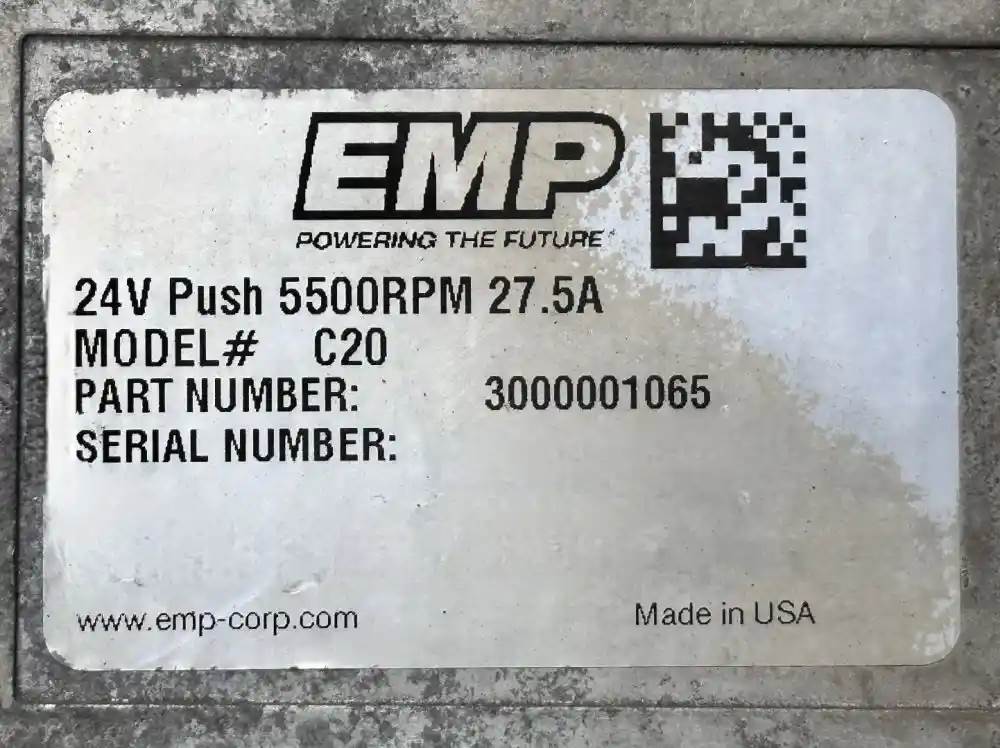 EMP
POWERING THE FUTURE
24V Push 5500RPM 27.5A
MODEL# C20
PART NUMBER: 3000001065
SERIAL NUMBER:
www.emp-corp.com
Made in USA